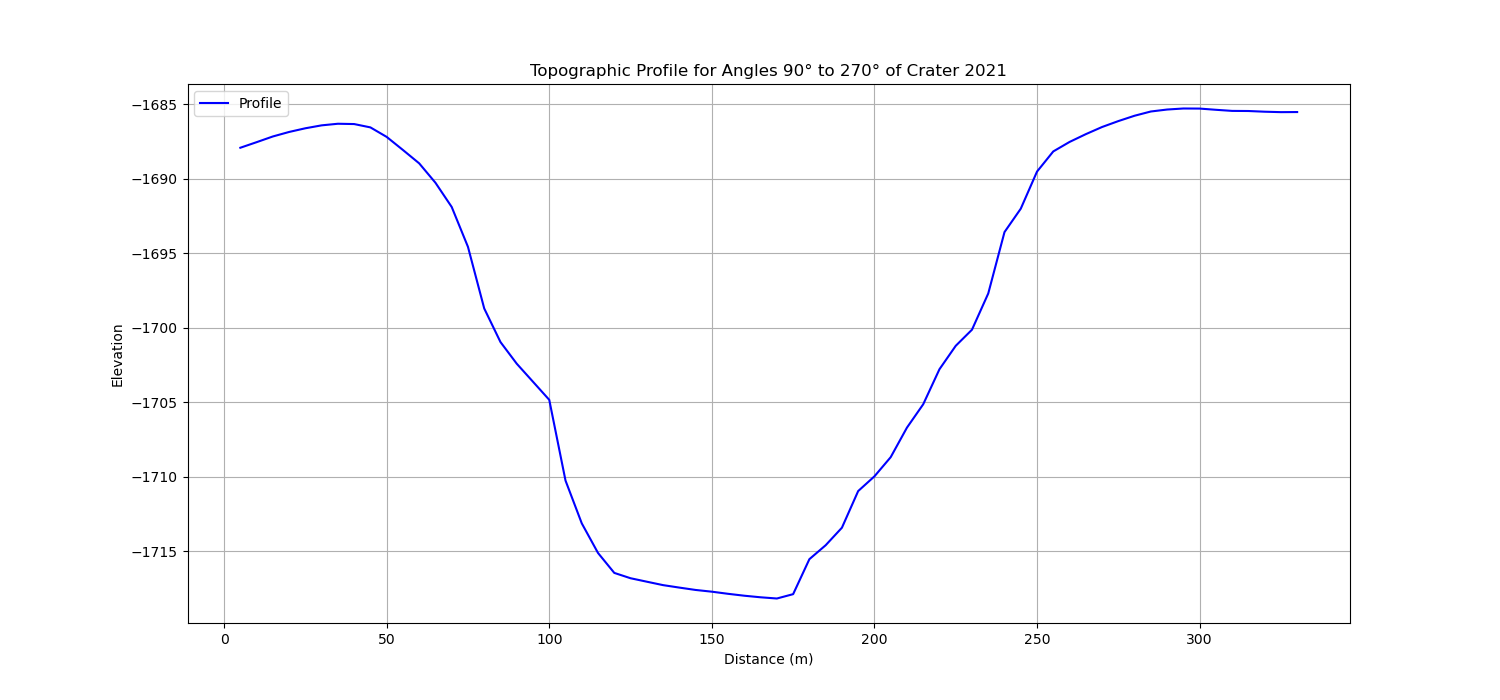 Topographic Profile for Angles 90° to 270° of Crater 2021
Profile
−1685
−1690
−1695
−1700
−1705
−1710
−1715
Elevation
0 50 100 150 200 250 300
Distance (m)